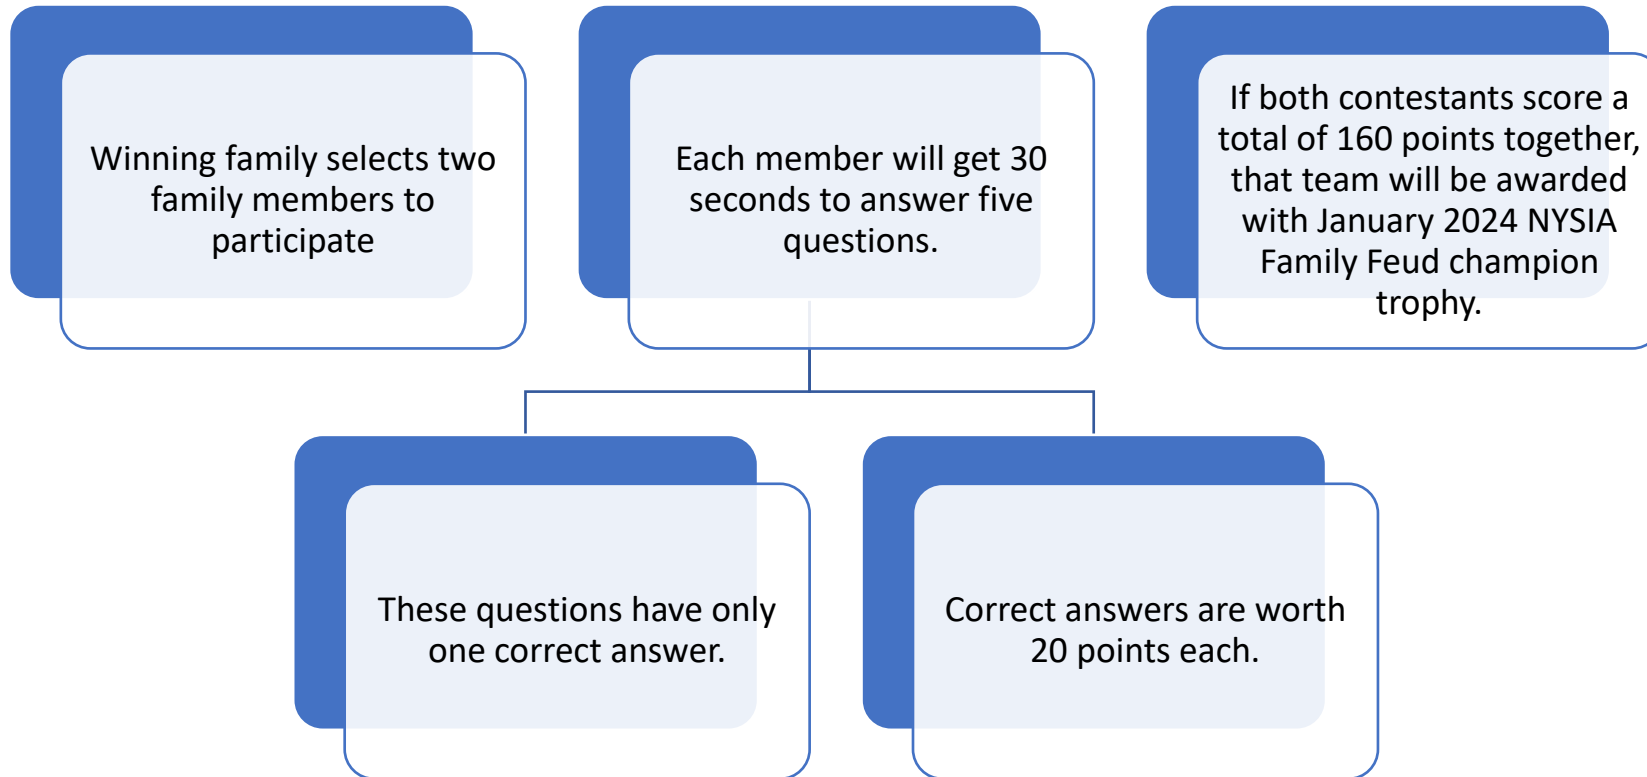 Winning family selects two
family members to
participate
Each member will get 30
seconds to answer five
questions.
If both contestants score a
total of 160 points together,
that team will be awarded
with January 2024 NYSIA
Family Feud champion
trophy.
These questions have only
one correct answer.
Correct answers are worth
20 points each.